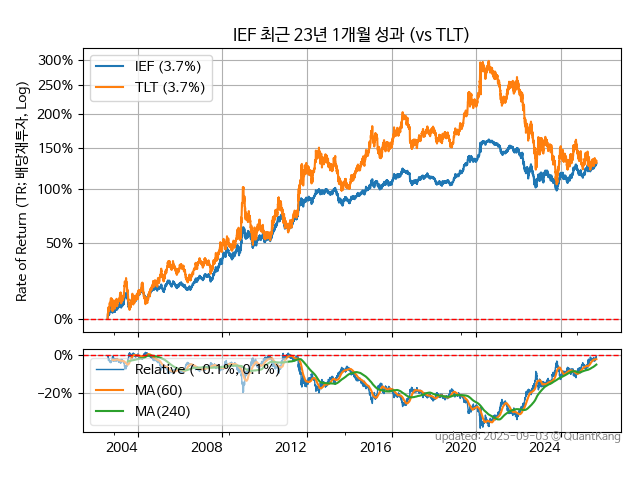 IEF 최근 23년 1개월 성과 (vs TLT)
Rate of Return (TR: 배당재투자, Log)
300%
250%
200%
150%
100%
50%
0%
IEF (3.7%)
TLT (3.7%)
0%
−20%
Relative (−0.1%, 0.1%)
MA(60)
MA(240)
2004 2008 2012 2016 2020 2024
updated: 2025-09-03 © QuantKang